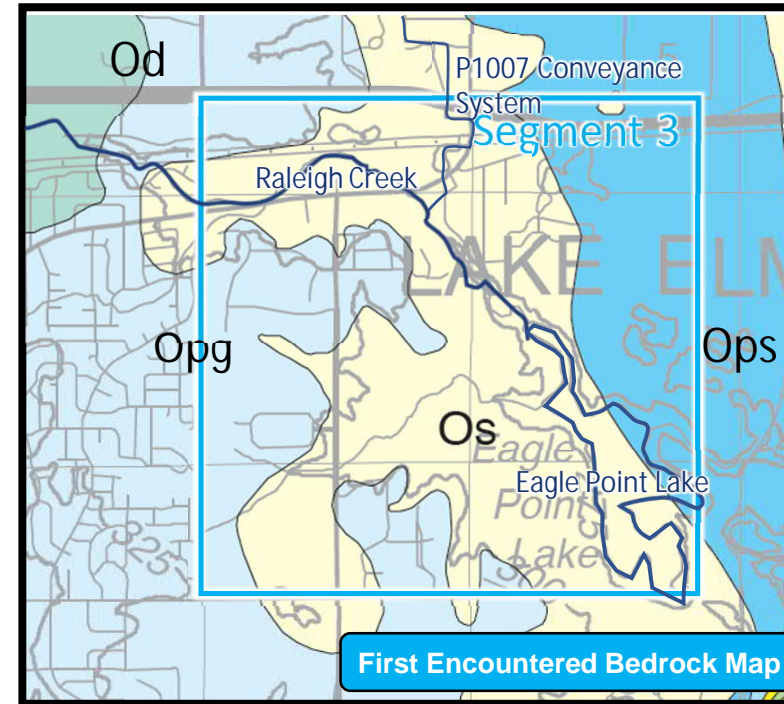 Od
P1007 Conveyance
System
Segment 3
Raleigh Creek
LAKE ELM
Opg
Ops
Os
Eagle
Point
Lake
Eagle Point Lake
First Encountered Bedrock Map